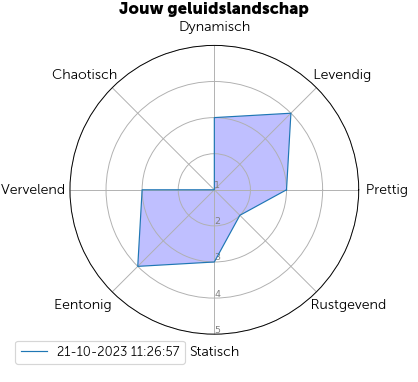 Jouw geluidslandschap
Dynamisch
Chaotisch
Levendig
1
Vervelend
Prettig
2
3
4
Eentonig
Rustgevend
5
21-10-2023 11:26:57
Statisch